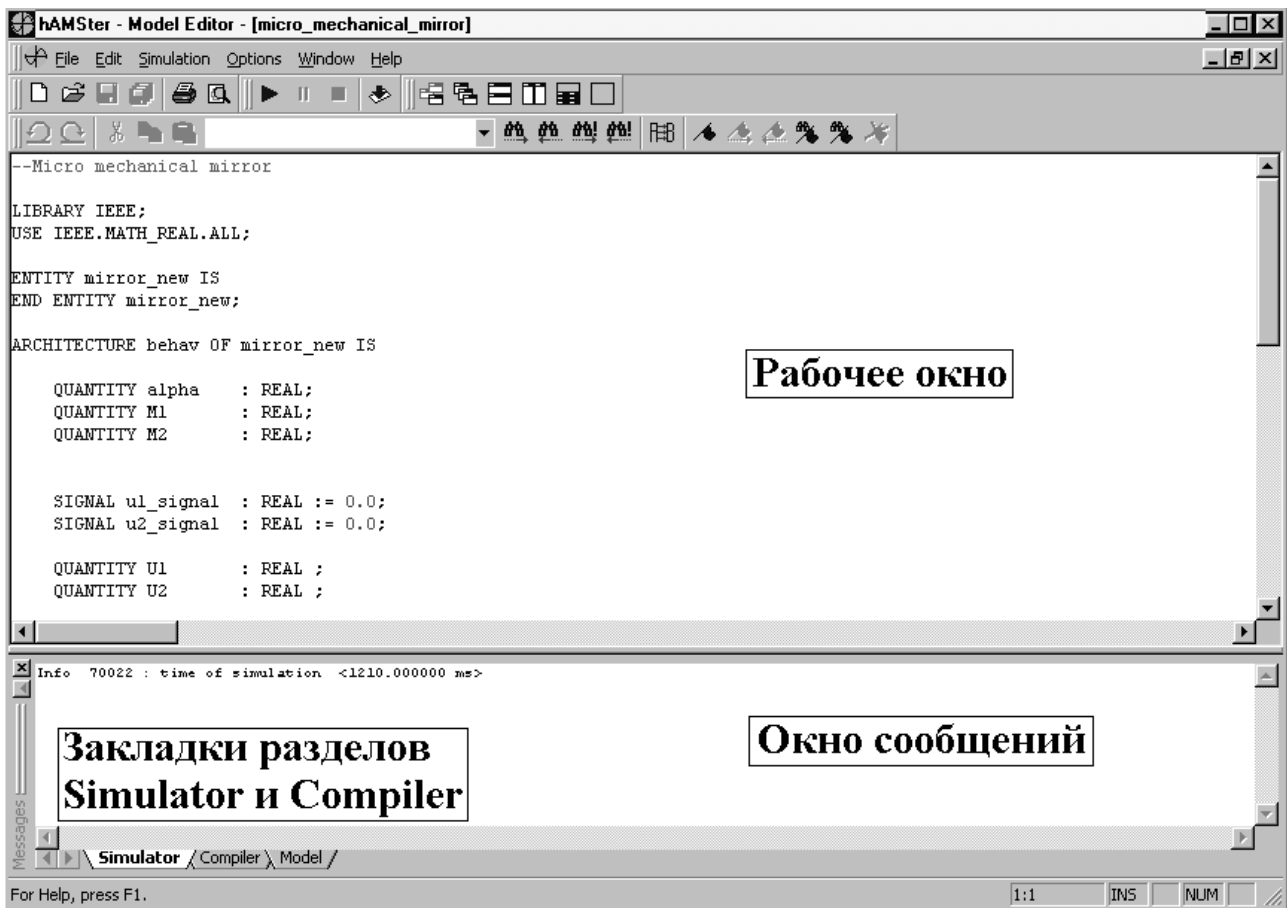 hAMSter - Model Editor - [micro_mechanical_mirror]
File Edit Simulation Options Window Help
--Micro mechanical mirror
LIBRARY IEEE;
USE IEEE.MATH_REAL.ALL;
ENTITY mirror_new IS
END ENTITY mirror_new;
ARCHITECTURE behav OF mirror_new IS
QUANTITY alpha : REAL;
QUANTITY M1 : REAL;
QUANTITY M2 : REAL;
SIGNAL u1_signal : REAL := 0.0;
SIGNAL u2_signal : REAL := 0.0;
QUANTITY U1 : REAL ;
QUANTITY U2 : REAL ;
Рабочее окно
Info 70022 : time of simulation <1210.000000 ms>
Закладки разделов
Simulator и Compiler
Окно сообщений
Messages
Simulator Compiler Model
For Help, press F1.
1:1 INS NUM